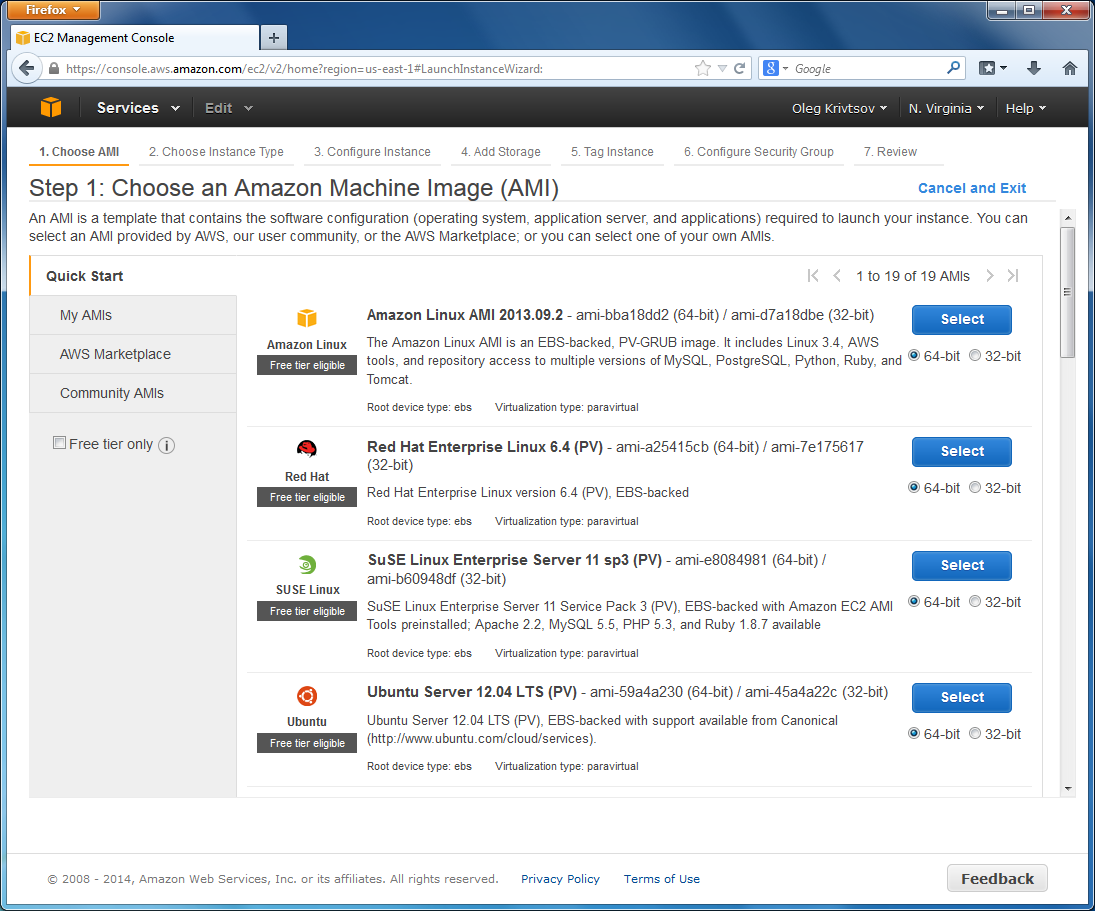 Firefox
EC2 Management Console
https://console.aws.amazon.com/ec2/v2/home?region=us-east-1#LaunchInstanceWizard:
Google
Services Edit Oleg Krivtsov N. Virginia Help
1. Choose AMI 2. Choose Instance Type 3. Configure Instance 4. Add Storage 5. Tag Instance 6. Configure Security Group 7. Review
Step 1: Choose an Amazon Machine Image (AMI)
Cancel and Exit
An AMI is a template that contains the software configuration (operating system, application server, and applications) required to launch your instance. You can
select an AMI provided by AWS, our user community, or the AWS Marketplace; or you can select one of your own AMIs.
Quick Start
My AMIs
AWS Marketplace
Community AMIs
Free tier only
1 to 19 of 19 AMIs
Amazon Linux
Free tier eligible
Amazon Linux AMI 2013.09.2 - ami-bba18dd2 (64-bit) / ami-d7a18dbe (32-bit)
The Amazon Linux AMI is an EBS-backed, PV-GRUB image. It includes Linux 3.4, AWS
tools, and repository access to multiple versions of MySQL, PostgreSQL, Python, Ruby, and
Tomcat.
Root device type: ebs Virtualization type: paravirtual
Select
64-bit 32-bit
Red Hat
Free tier eligible
Red Hat Enterprise Linux 6.4 (PV) - ami-a25415cb (64-bit) / ami-7e175617
(32-bit)
Red Hat Enterprise Linux version 6.4 (PV), EBS-backed
Root device type: ebs Virtualization type: paravirtual
Select
64-bit 32-bit
SUSE Linux
Free tier eligible
SuSE Linux Enterprise Server 11 sp3 (PV) - ami-e8084981 (64-bit) /
ami-b60948df (32-bit)
SuSE Linux Enterprise Server 11 Service Pack 3 (PV), EBS-backed with Amazon EC2 AMI
Tools preinstalled; Apache 2.2, MySQL 5.5, PHP 5.3, and Ruby 1.8.7 available
Root device type: ebs Virtualization type: paravirtual
Select
64-bit 32-bit
Ubuntu
Free tier eligible
Ubuntu Server 12.04 LTS (PV) - ami-59a4a230 (64-bit) / ami-45a4a22c (32-bit)
Ubuntu Server 12.04 LTS (PV), EBS-backed with support available from Canonical
(http://www.ubuntu.com/cloud/services).
Root device type: ebs Virtualization type: paravirtual
Select
64-bit 32-bit
© 2008 - 2014, Amazon Web Services, Inc. or its affiliates. All rights reserved. Privacy Policy Terms of Use
Feedback